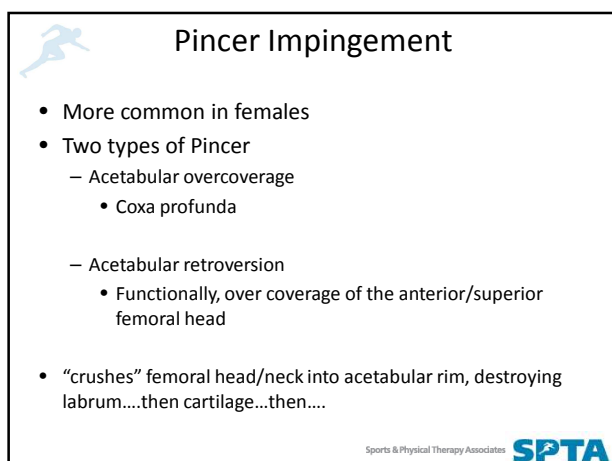 Pincer Impingement
• More common in females
• Two types of Pincer
– Acetabular overcoverage
• Coxa profunda
– Acetabular retroversion
• Functionally, over coverage of the anterior/superior
femoral head
• “crushes” femoral head/neck into acetabular rim, destroying
labrum….then cartilage…then….
Sports & Physical Therapy Associates SPTA